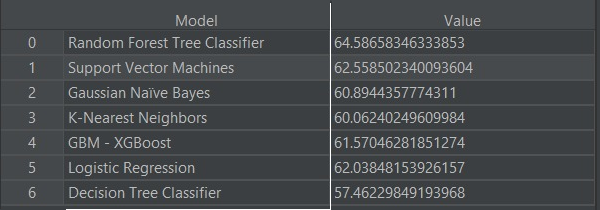 Model Value
0 Random Forest Tree Classifier 64.58658346333853
1 Support Vector Machines 62.558502340093604
2 Gaussian Naïve Bayes 60.8944357774311
3 K-Nearest Neighbors 60.06240249609984
4 GBM - XGBoost 61.57046281851274
5 Logistic Regression 62.03848153926157
6 Decision Tree Classifier 57.46229849193968